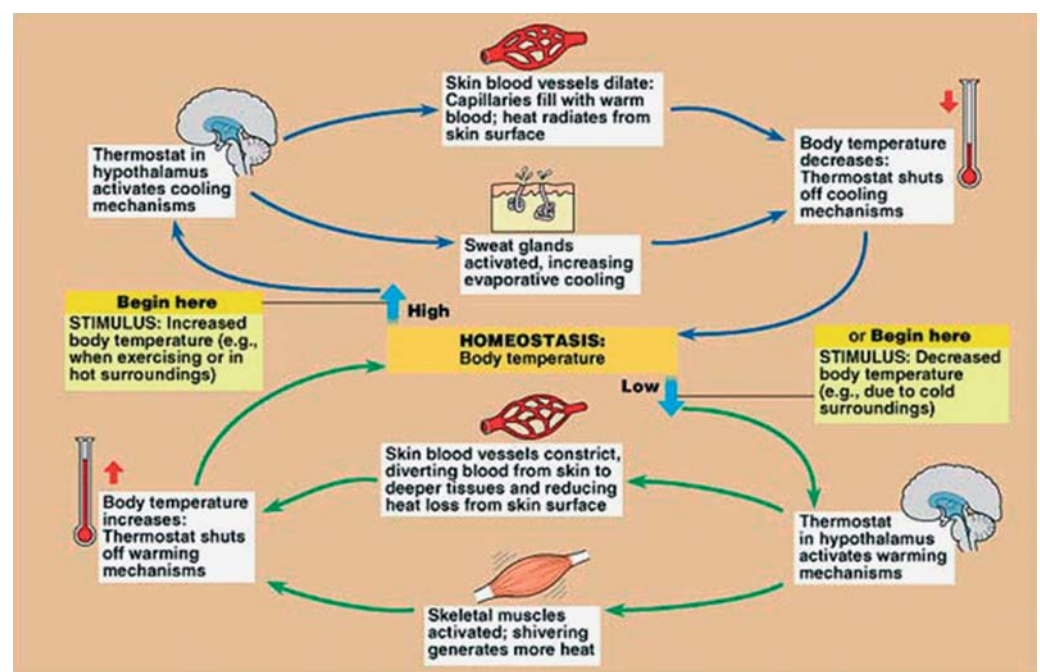 Skin blood vessels dilate:
Capillaries fill with warm
blood; heat radiates from
skin surface
Thermostat in
hypothalamus
activates cooling
mechanisms
Body temperature
decreases:
Thermostat shuts
off cooling
mechanisms
Sweat glands
activated, increasing
evaporative cooling
Begin here
STIMULUS: Increased
body temperature (e.g.,
when exercising or in
hot surroundings)
High
HOMEOSTASIS:
Body temperature
Low
or Begin here
STIMULUS: Decreased
body temperature
(e.g., due to cold
surroundings)
Skin blood vessels constrict,
diverting blood from skin to
deeper tissues and reducing
heat loss from skin surface
Body temperature
increases:
Thermostat shuts
off warming
mechanisms
Thermostat
in hypothalamus
activates warming
mechanisms
Skeletal muscles
activated; shivering
generates more heat